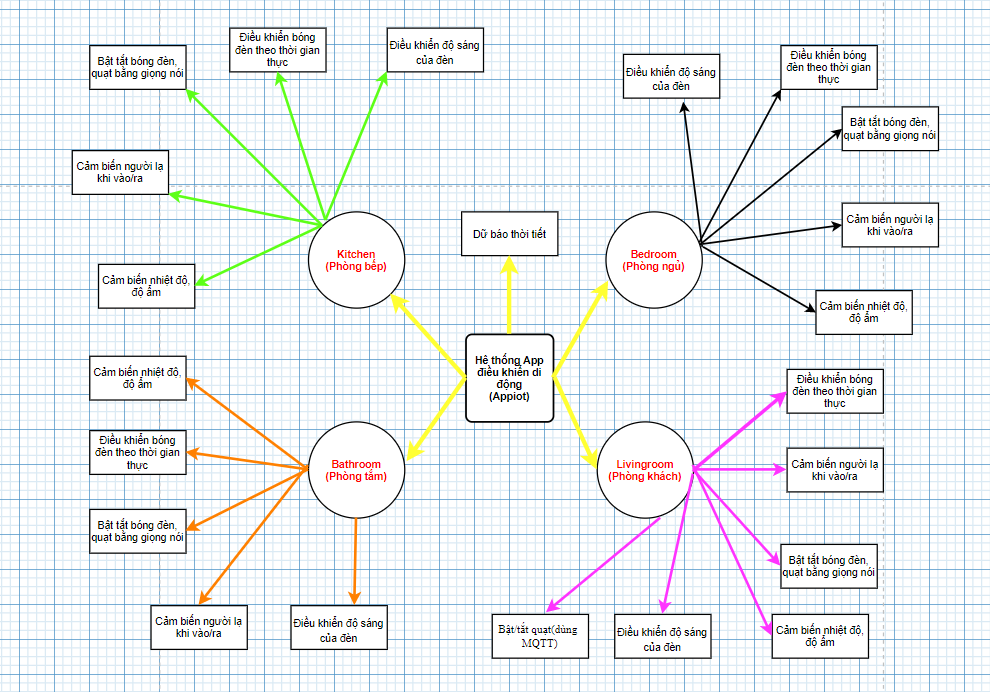 Bật tắt bóng đèn,
quạt bằng giọng nói
Điều khiển bóng
đèn theo thời gian
thực
Điều khiển độ sáng
của đèn
Cảm biến người lạ
khi vào/ra
Cảm biến nhiệt độ,
độ ẩm
Kitchen
(Phòng bếp)
Dữ báo thời tiết
Điều khiển độ sáng
của đèn
Điều khiển bóng
đèn theo thời gian
thực
Bật tắt bóng đèn,
quạt bằng giọng nói
Cảm biến người lạ
khi vào/ra
Cảm biến nhiệt độ,
độ ẩm
Bedroom
(Phòng ngủ)
Hệ thống App
điều khiển di
động
(Appiot)
Cảm biến nhiệt độ,
độ ẩm
Điều khiển bóng
đèn theo thời gian
thực
Bật tắt bóng đèn,
quạt bằng giọng nói
Cảm biến người lạ
khi vào/ra
Điều khiển độ sáng
của đèn
Bathroom
(Phòng tắm)
Livingroom
(Phòng khách)
Điều khiển bóng
đèn theo thời gian
thực
Cảm biến người lạ
khi vào/ra
Bật tắt bóng đèn,
quạt bằng giọng nói
Cảm biến nhiệt độ,
độ ẩm
Điều khiển độ sáng
của đèn
Bật/tắt quạt(dùng
MQTT)